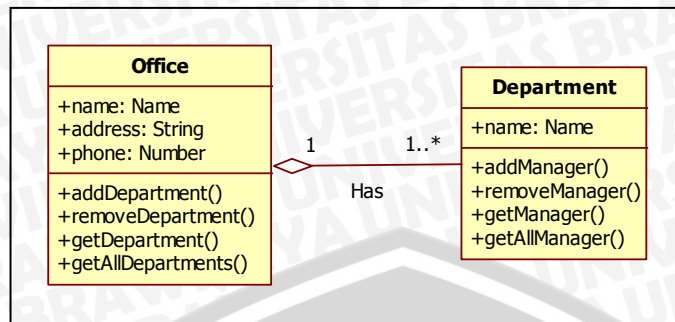 Office
+name: Name
+address: String
+phone: Number
+addDepartment()
+removeDepartment()
+getDepartment()
+getAllDepartments()
1
1..*
Has
Department
+name: Name
+addManager()
+removeManager()
+getManager()
+getAllManager()